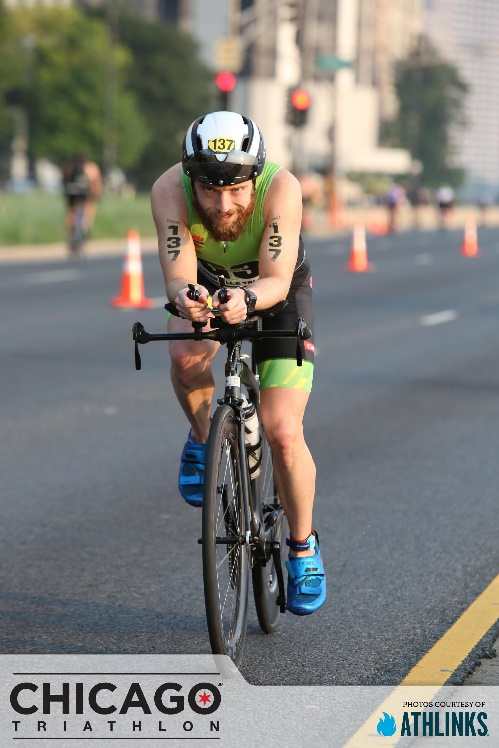 137
137
137
CHICAGO
TRIATHLON
PHOTOS COURTESY OF
ATHLINKS